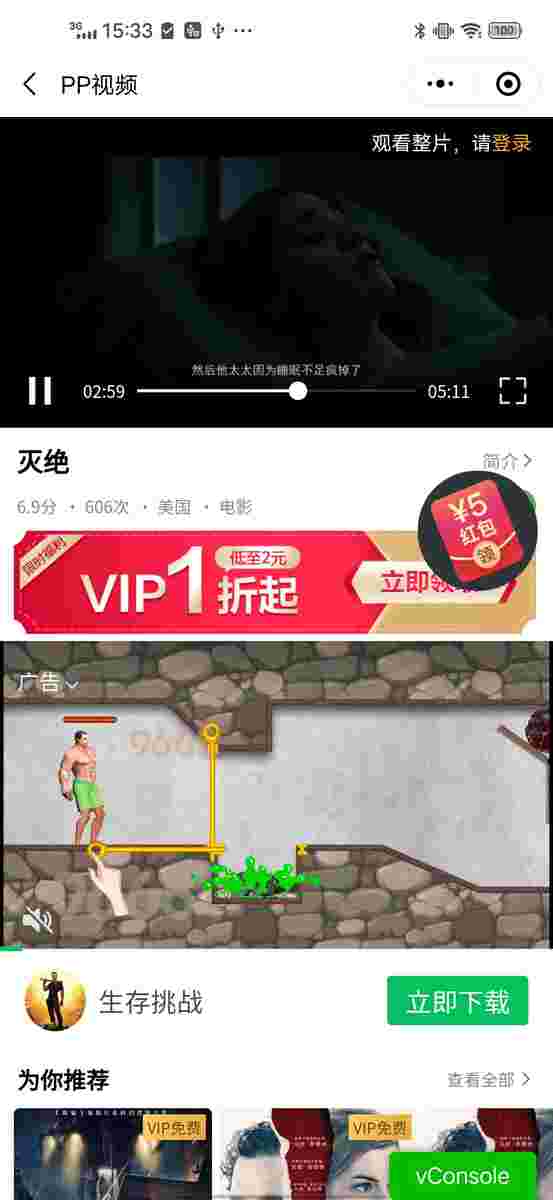 3G 15:33 100
PP视频
观看整片，请登录
然后他太太因为睡眠不足疯掉了
02:59 05:11
灭绝 简介
6.9分 · 606次 · 美国 · 电影
¥5
红包
领
限时福利
低至2元
VIP1折起
立即领
广告
生存挑战 立即下载
为你推荐 查看全部
VIP免费 VIP免费
vConsole